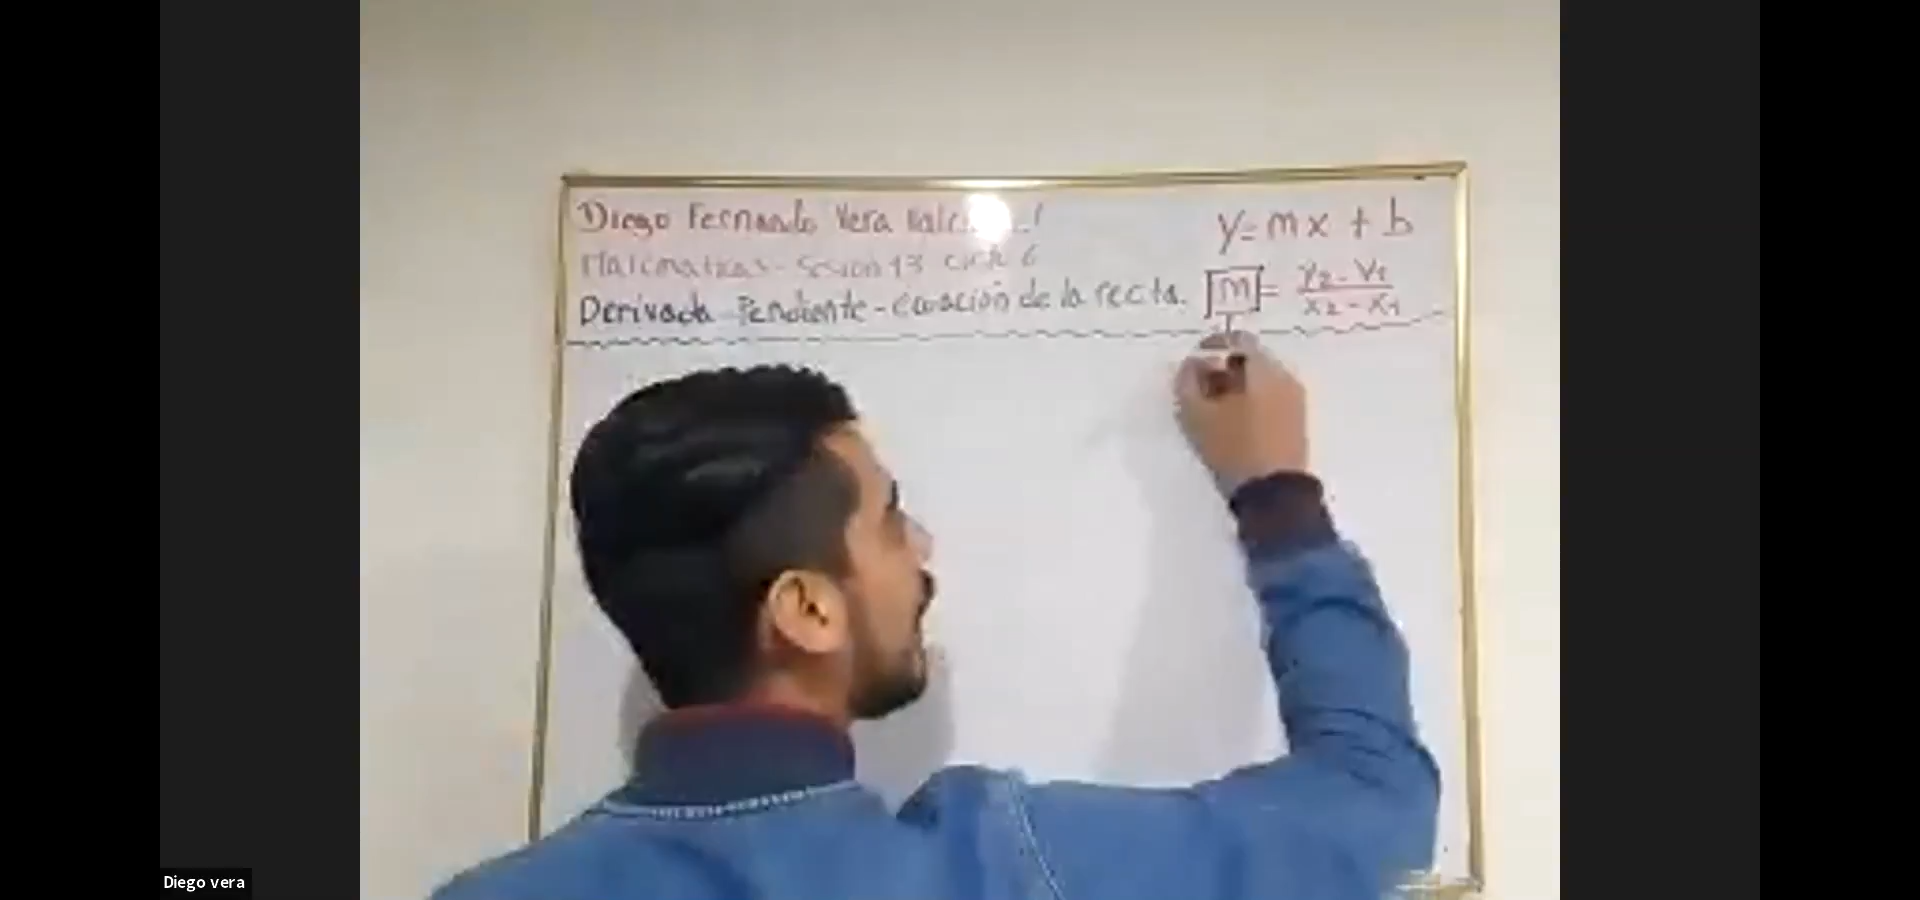 Diego Fernando Vera
Matematicas - Sesion 13 Ciclo 6
Derivada - Pendiente - ecuación de la recta.
y = mx + b
m = y2 - y1 / x2 - x1
Diego vera